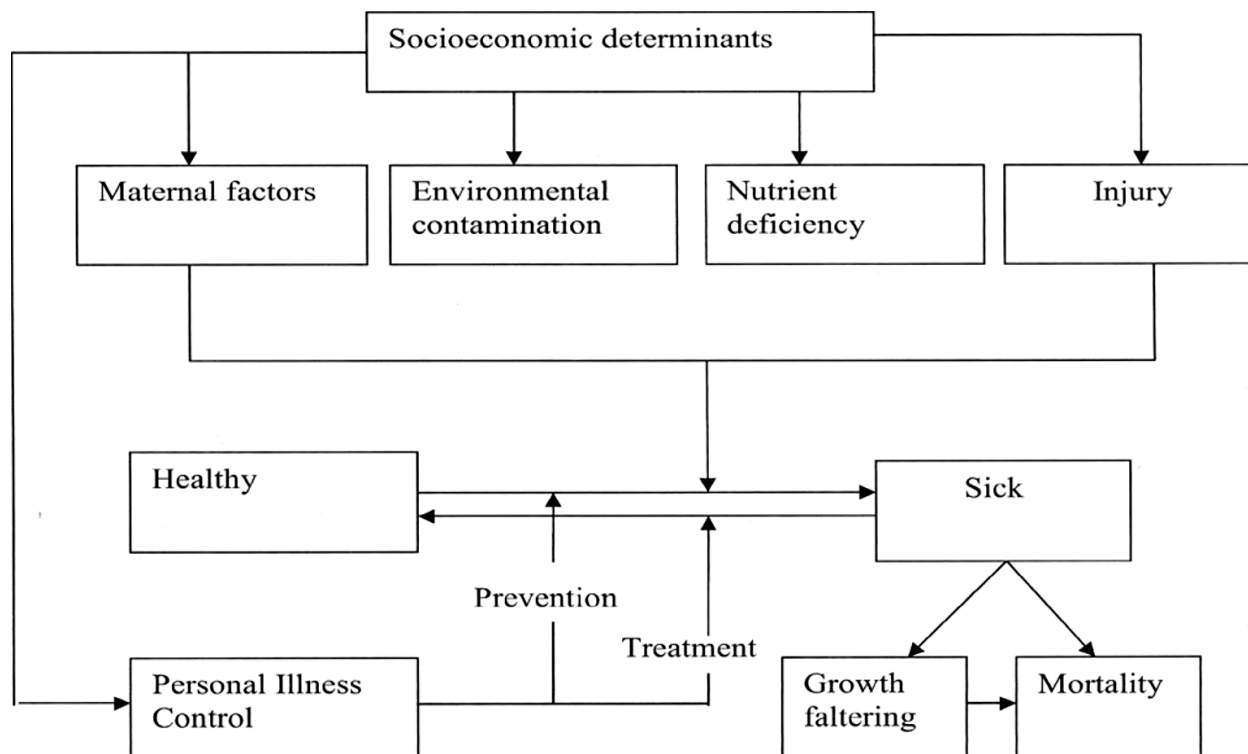 Socioeconomic determinants
Maternal factors
Environmental
contamination
Nutrient
deficiency
Injury
Healthy
Sick
Prevention
Treatment
Personal Illness
Control
Growth
faltering
Mortality